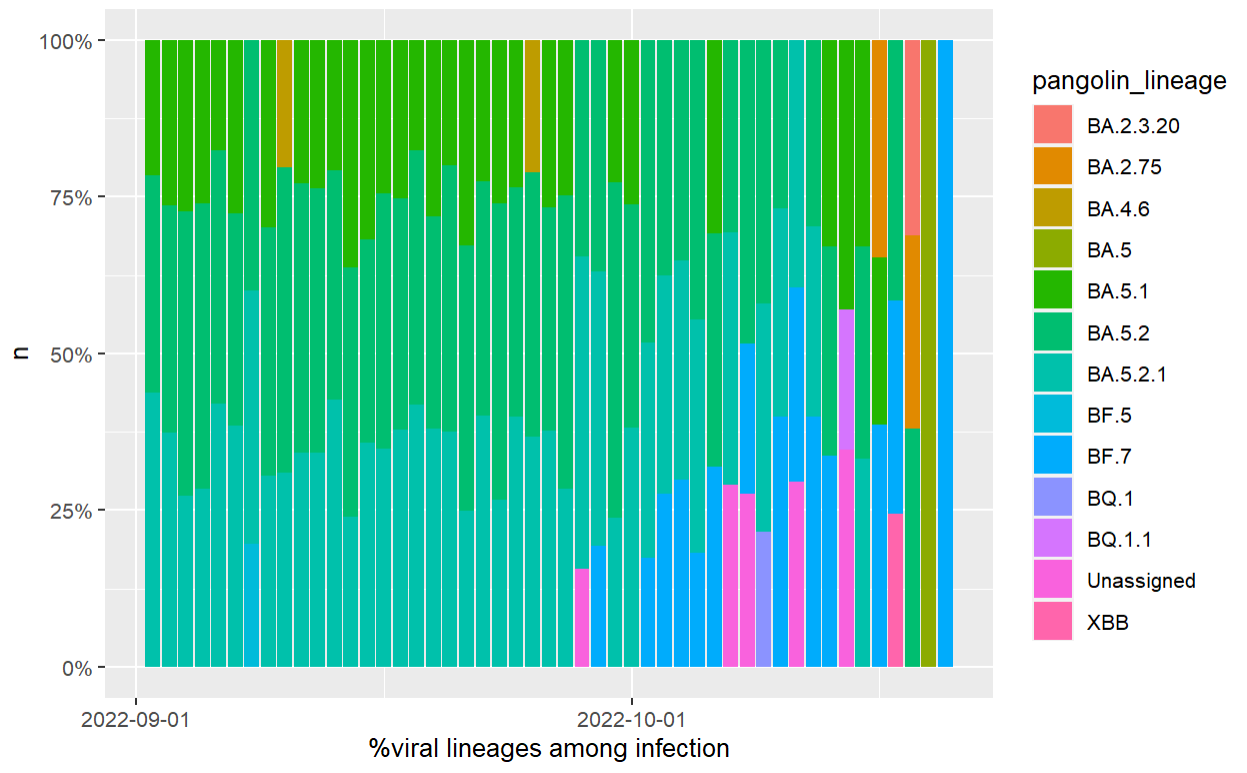 100%
75%
50%
25%
0%
n
2022-09-01
2022-10-01
%viral lineages among infection
pangolin_lineage
BA.2.3.20
BA.2.75
BA.4.6
BA.5
BA.5.1
BA.5.2
BA.5.2.1
BF.5
BF.7
BQ.1
BQ.1.1
Unassigned
XBB